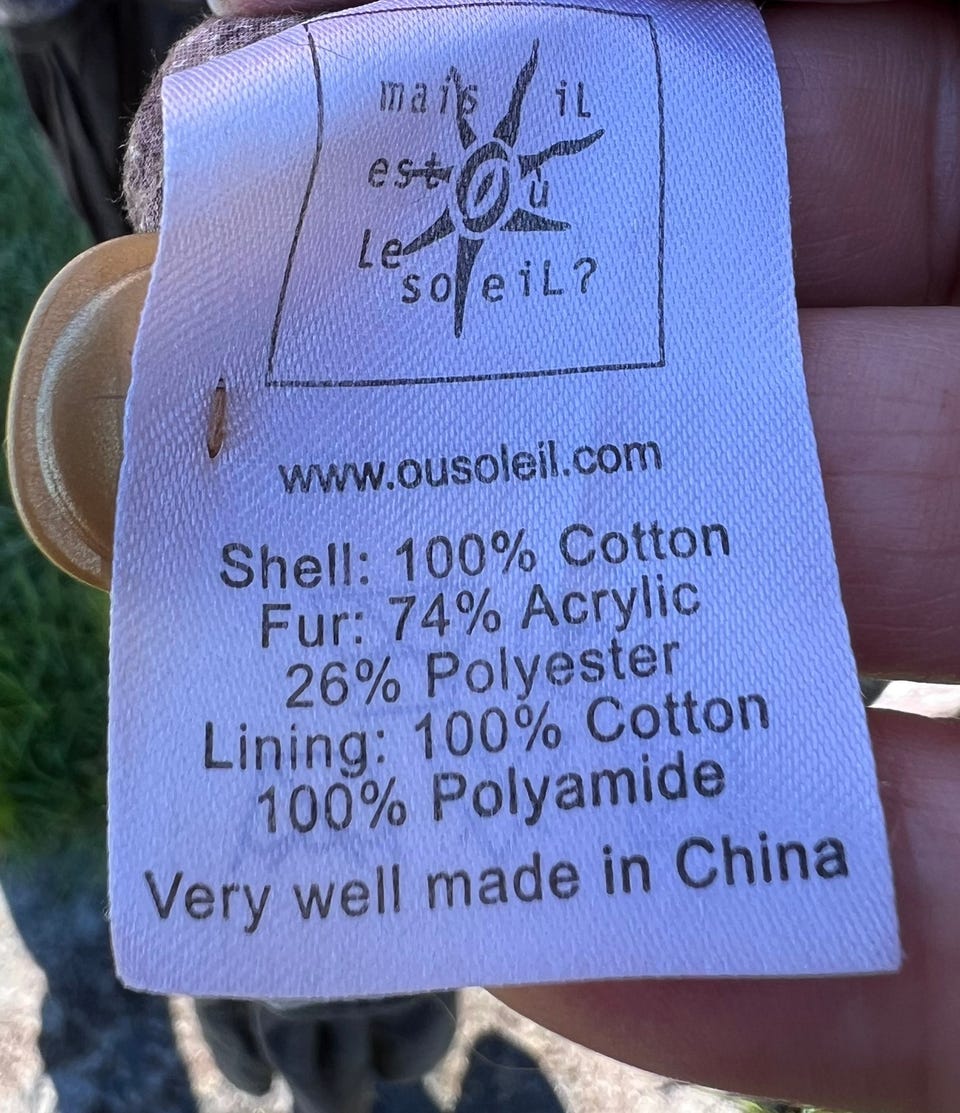 mais iL
est où
Le
soleiL?
www.ousoleil.com
Shell: 100% Cotton
Fur: 74% Acrylic
26% Polyester
Lining: 100% Cotton
100% Polyamide
Very well made in China